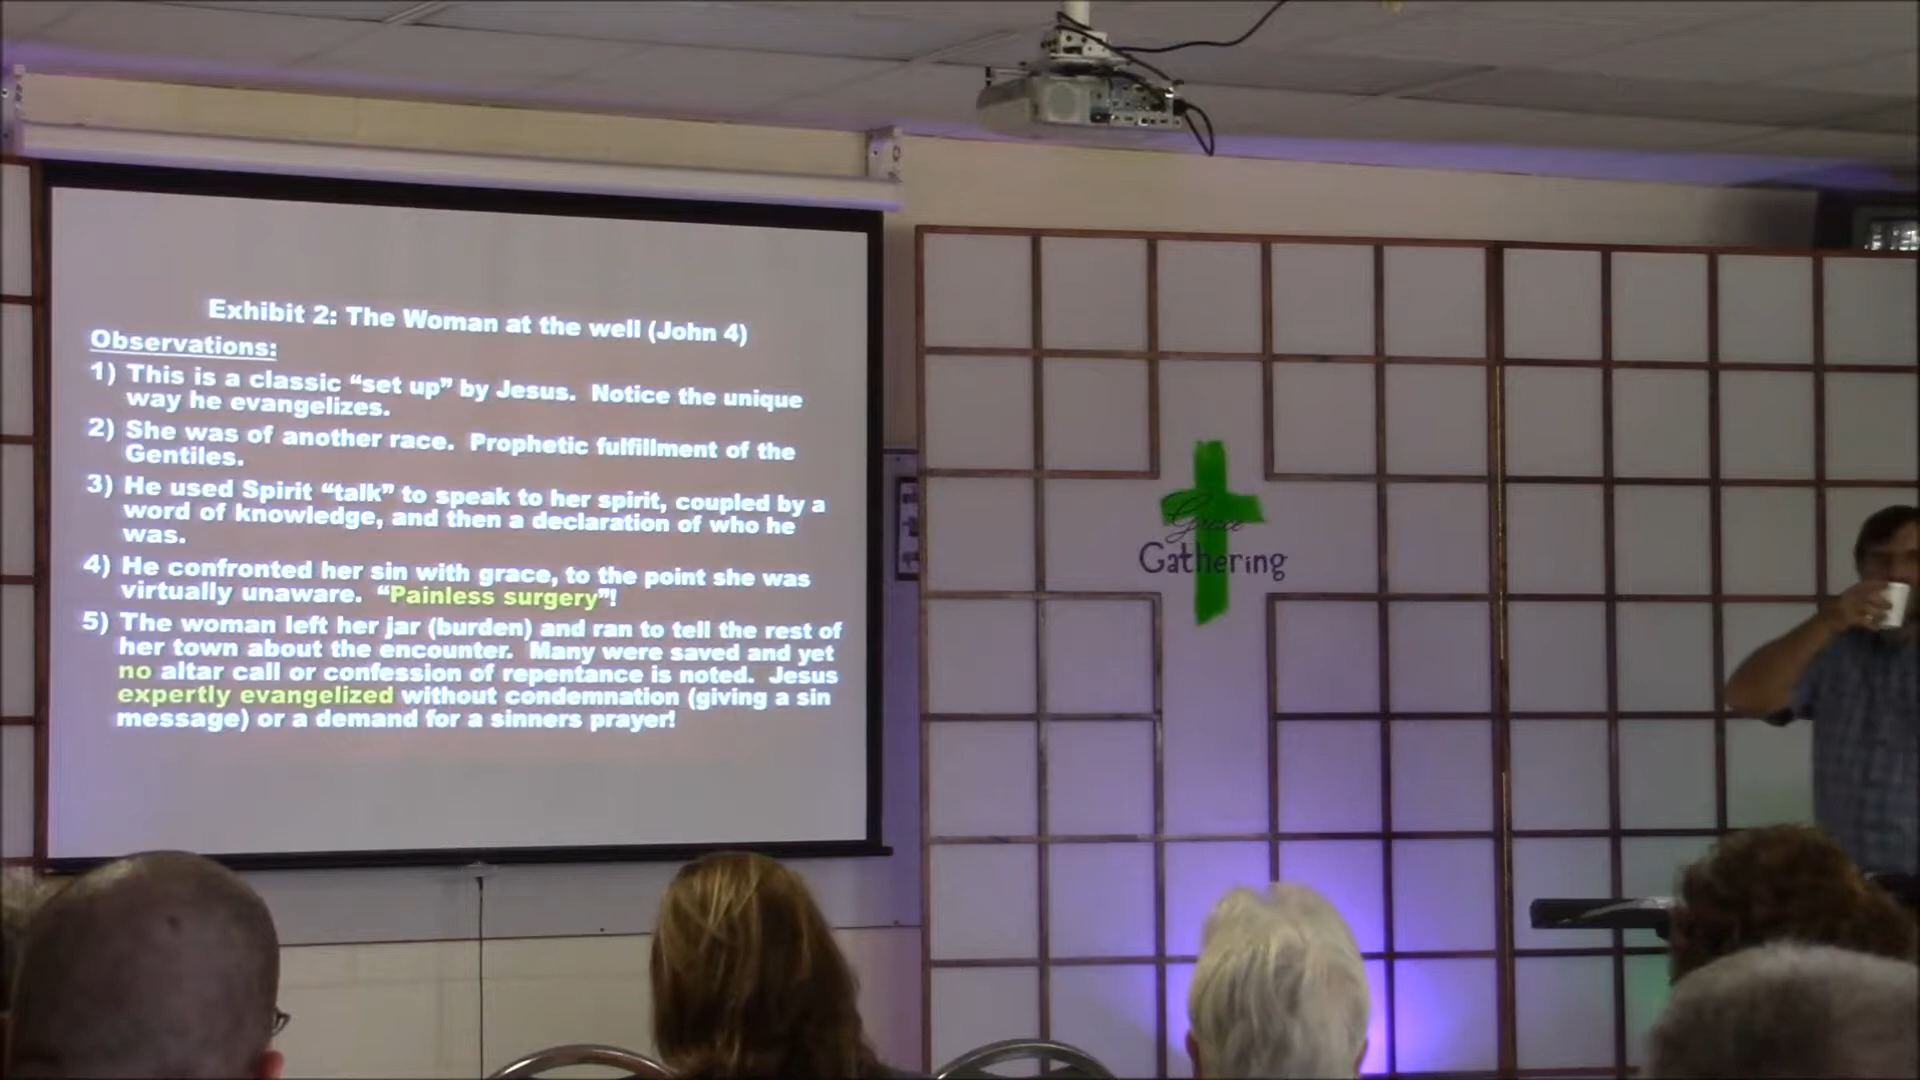 Exhibit 2: The Woman at the well (John 4)
Observations:
1) This is a classic “set up” by Jesus. Notice the unique
way he evangelizes.
2) She was of another race. Prophetic fulfillment of the
Gentiles.
3) He used Spirit “talk” to speak to her spirit, coupled by a
word of knowledge, and then a declaration of who he
was.
4) He confronted her sin with grace, to the point she was
virtually unaware. “Painless surgery”!
5) The woman left her jar (burden) and ran to tell the rest of
her town about the encounter. Many were saved and yet
no altar call or confession of repentance is noted. Jesus
expertly evangelized without condemnation (giving a sin
message) or a demand for a sinners prayer!
Grace
Gathering